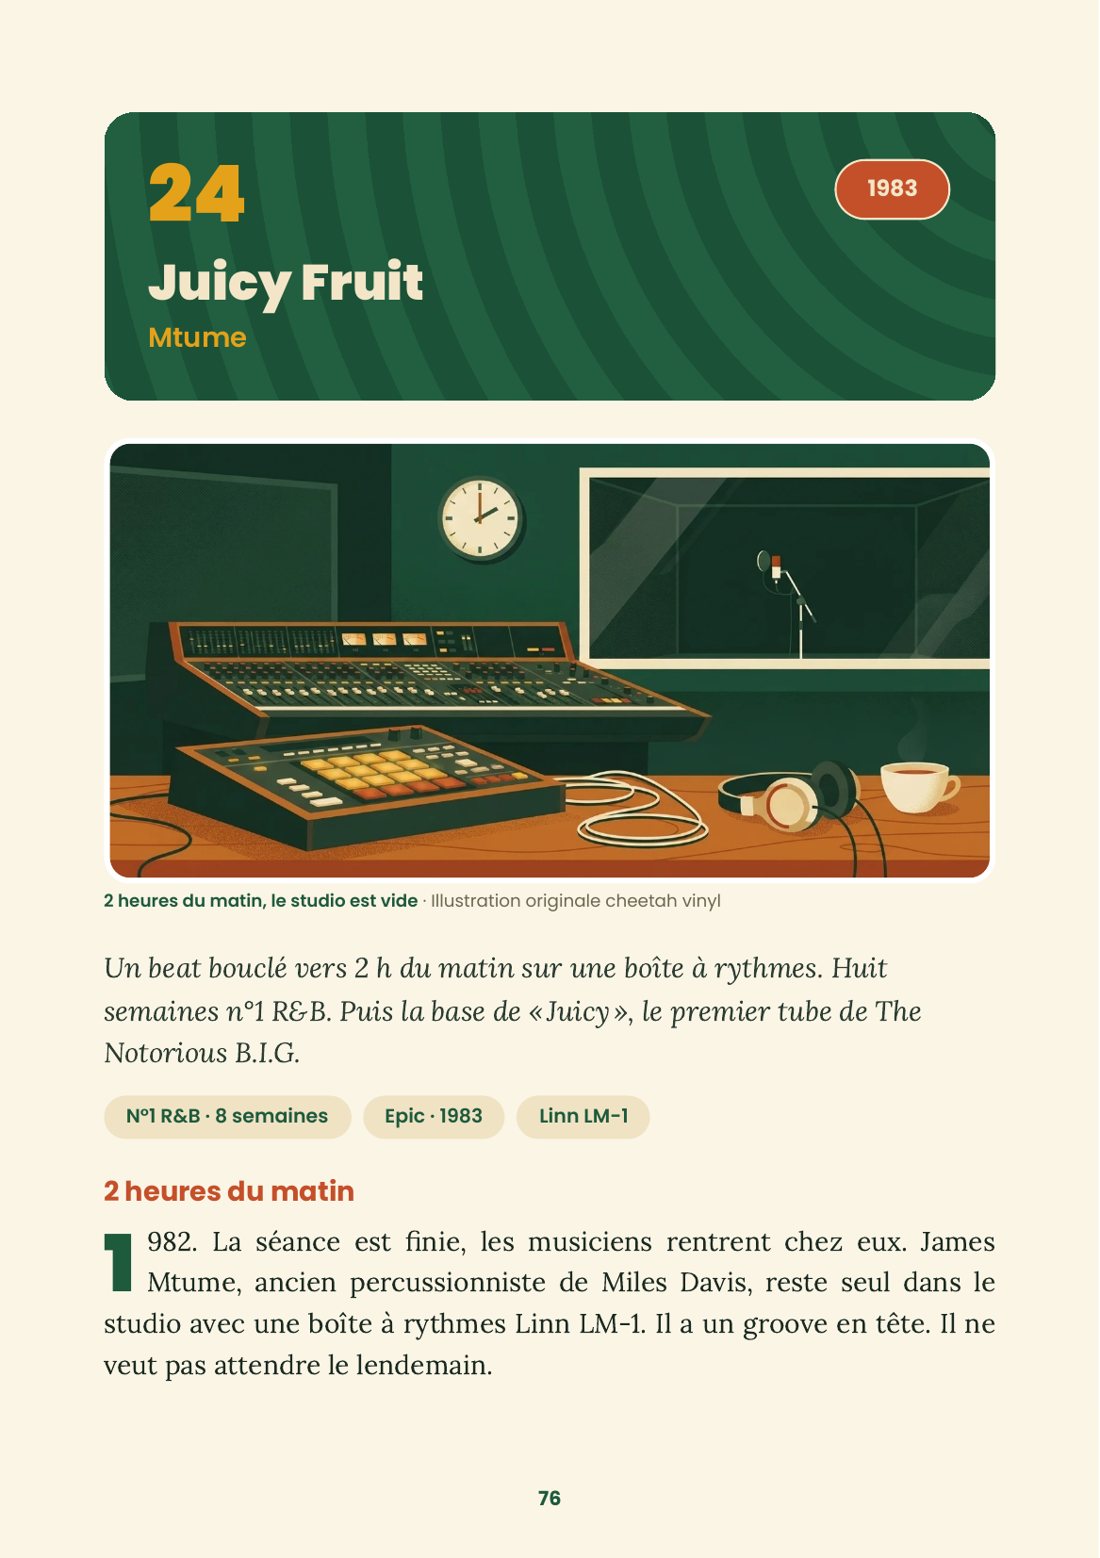 24
1983
Juicy Fruit
Mtume
2 heures du matin, le studio est vide · Illustration originale cheetah vinyl
Un beat bouclé vers 2 h du matin sur une boîte à rythmes. Huit
semaines n°1 R&B. Puis la base de « Juicy », le premier tube de The
Notorious B.I.G.
N°1 R&B · 8 semaines
Epic · 1983
Linn LM-1
2 heures du matin
1982. La séance est finie, les musiciens rentrent chez eux. James
Mtume, ancien percussionniste de Miles Davis, reste seul dans le
studio avec une boîte à rythmes Linn LM-1. Il a un groove en tête. Il ne
veut pas attendre le lendemain.
76